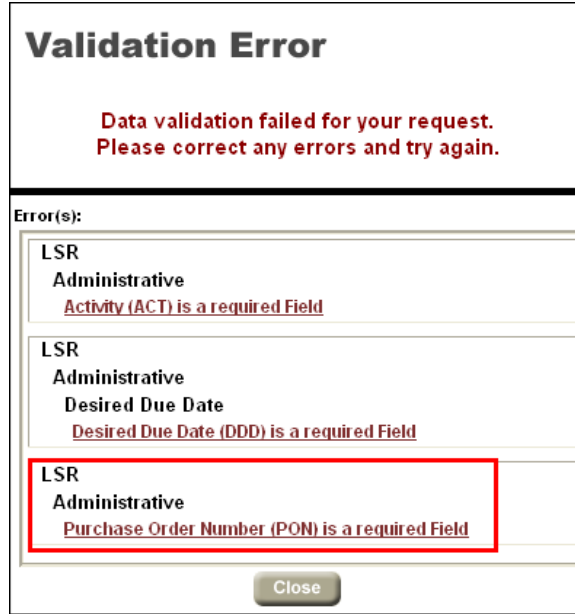 Validation Error
Data validation failed for your request.
Please correct any errors and try again.
Error(s):
LSR
Administrative
Activity (ACT) is a required Field
LSR
Administrative
Desired Due Date
Desired Due Date (DDD) is a required Field
LSR
Administrative
Purchase Order Number (PON) is a required Field
Close